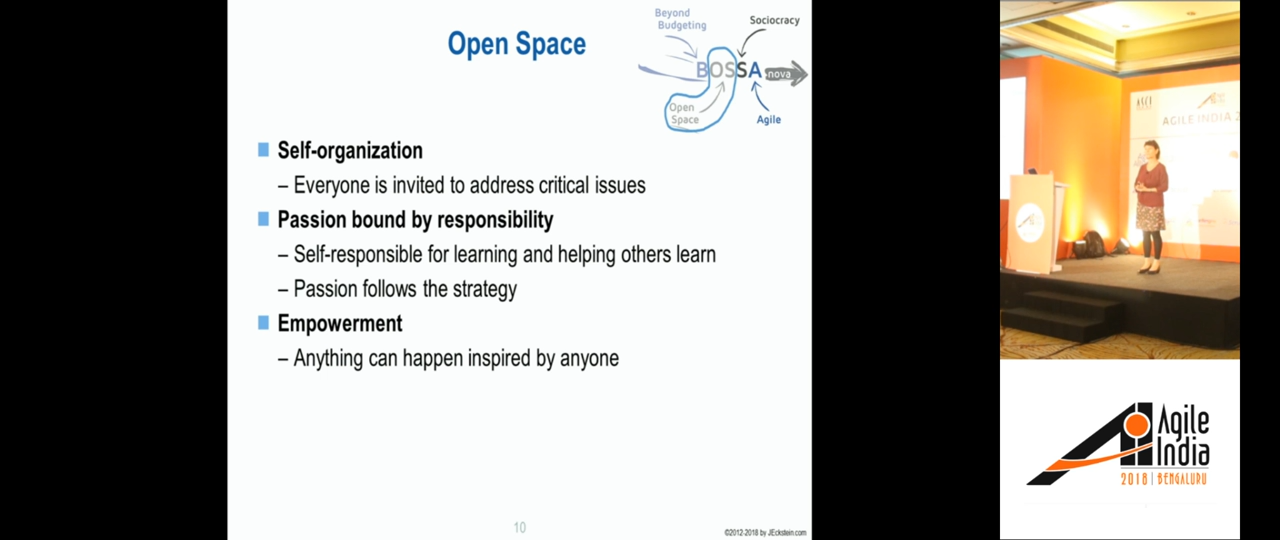 Open Space
Beyond
Budgeting
Sociocracy
BOSSA
nova
Open
Space
Agile
Self-organization
– Everyone is invited to address critical issues
Passion bound by responsibility
– Self-responsible for learning and helping others learn
– Passion follows the strategy
Empowerment
– Anything can happen inspired by anyone
10
©2012-2018 by JEckstein.com
ASCI
AGILE INDIA 2
Agile
India
2018 | BENGALURU